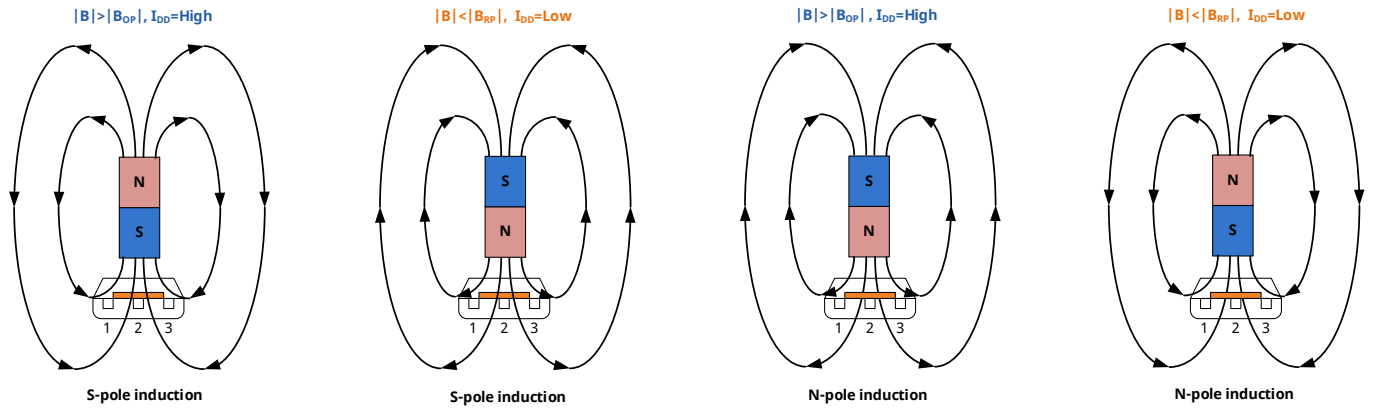 |B|>|BOP|, IDD=High
|B|<|BRP|, IDD=Low
|B|>|BOP| , IDD=High
|B|<|BRP|, IDD=Low
N
S
1 2 3
S-pole induction
S
N
1 2 3
S-pole induction
S
N
1 2 3
N-pole induction
N
S
1 2 3
N-pole induction